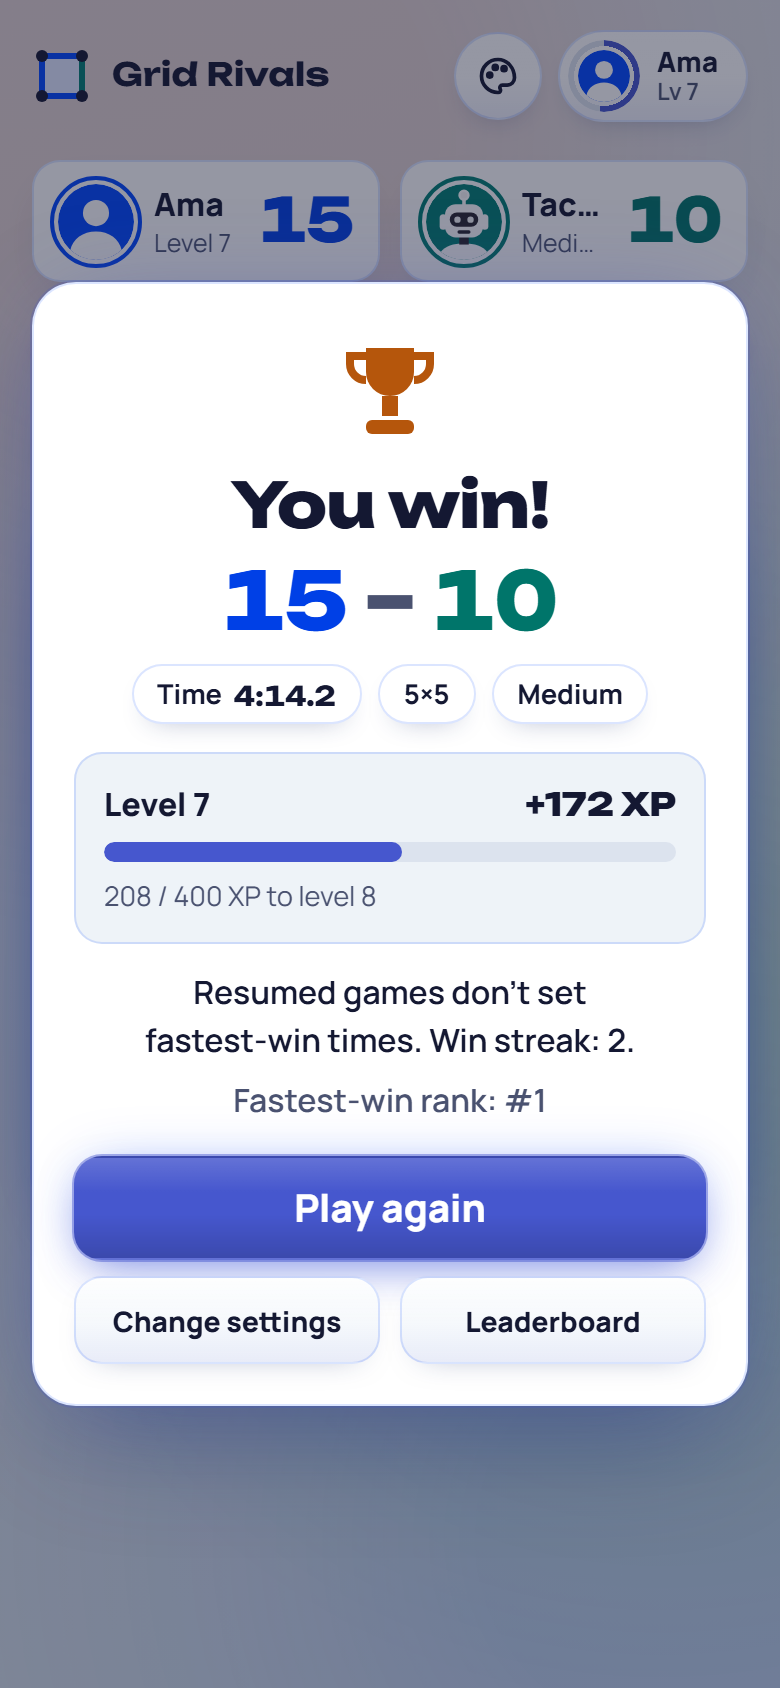 Grid Rivals
Ama
Lv 7
Ama
Level 7
15
Tac...
Medi...
10
You win!
15 – 10
Time 4:14.2
5×5
Medium
Level 7
+172 XP
208 / 400 XP to level 8
Resumed games don’t set
fastest-win times. Win streak: 2.
Fastest-win rank: #1
Play again
Change settings
Leaderboard